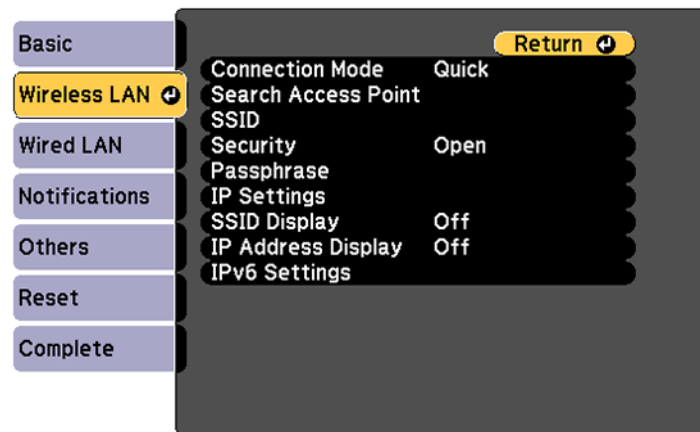 Basic
Wireless LAN
Wired LAN
Notifications
Others
Reset
Complete
Return
Connection Mode Quick
Search Access Point
SSID
Security Open
Passphrase
IP Settings
SSID Display Off
IP Address Display Off
IPv6 Settings